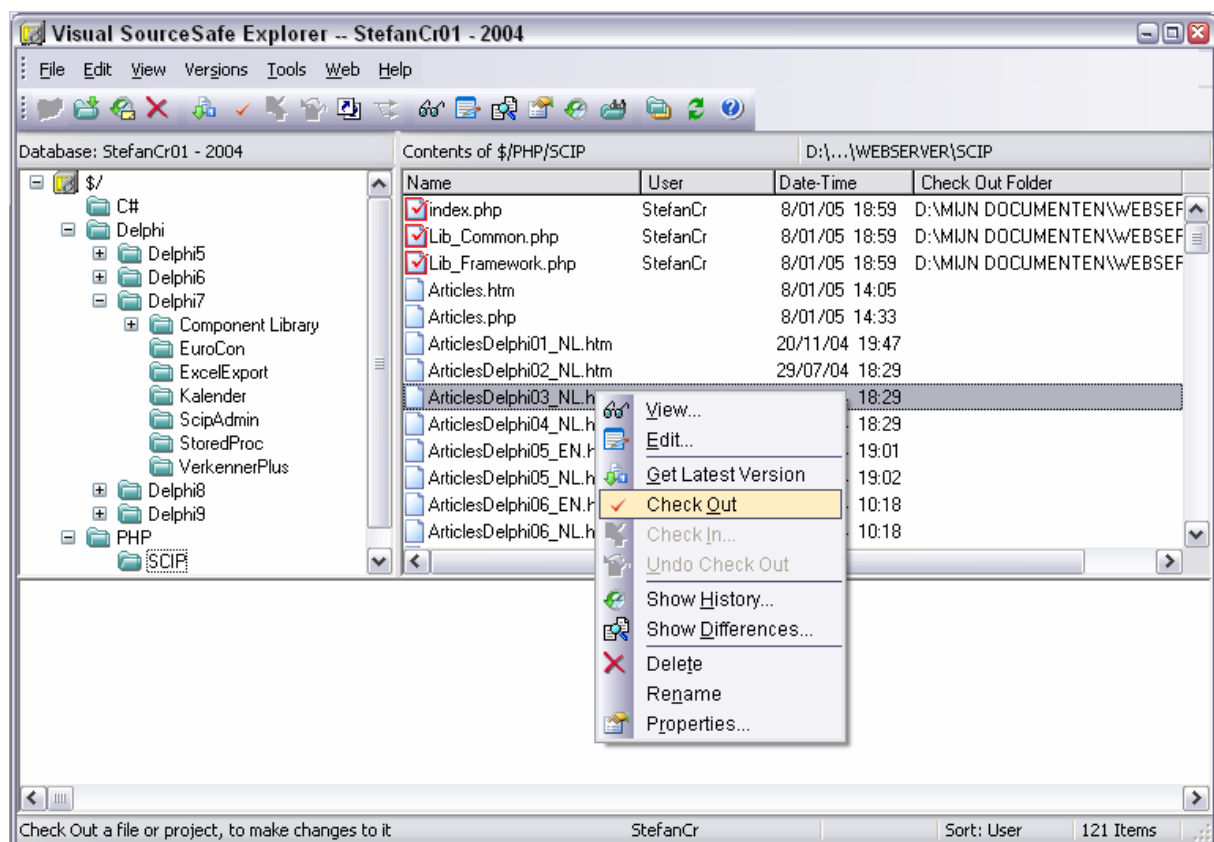 Visual SourceSafe Explorer -- StefanCr01 - 2004
File Edit View Versions Tools Web Help
Database: StefanCr01 - 2004
Contents of $/PHP/SCIP
D:\...\WEBSERVER\SCIP
$/
C#
Delphi
Delphi5
Delphi6
Delphi7
Component Library
EuroCon
ExcelExport
Kalender
ScipAdmin
StoredProc
VerkennerPlus
Delphi8
Delphi9
PHP
SCIP
Name User Date-Time Check Out Folder
index.php StefanCr 8/01/05 18:59 D:\MIJN DOCUMENTEN\WEBSEF
Lib_Common.php StefanCr 8/01/05 18:59 D:\MIJN DOCUMENTEN\WEBSEF
Lib_Framework.php StefanCr 8/01/05 18:59 D:\MIJN DOCUMENTEN\WEBSEF
Articles.htm 8/01/05 14:05
Articles.php 8/01/05 14:33
ArticlesDelphi01_NL.htm 20/11/04 19:47
ArticlesDelphi02_NL.htm 29/07/04 18:29
ArticlesDelphi03_NL.h 18:29
ArticlesDelphi04_NL.h 18:29
ArticlesDelphi05_EN.h 19:01
ArticlesDelphi05_NL.h 19:02
ArticlesDelphi06_EN.h 10:18
ArticlesDelphi06_NL.h 10:18
View...
Edit...
Get Latest Version
Check Out
Check In...
Undo Check Out
Show History...
Show Differences...
Delete
Rename
Properties...
Check Out a file or project, to make changes to it StefanCr Sort: User 121 Items